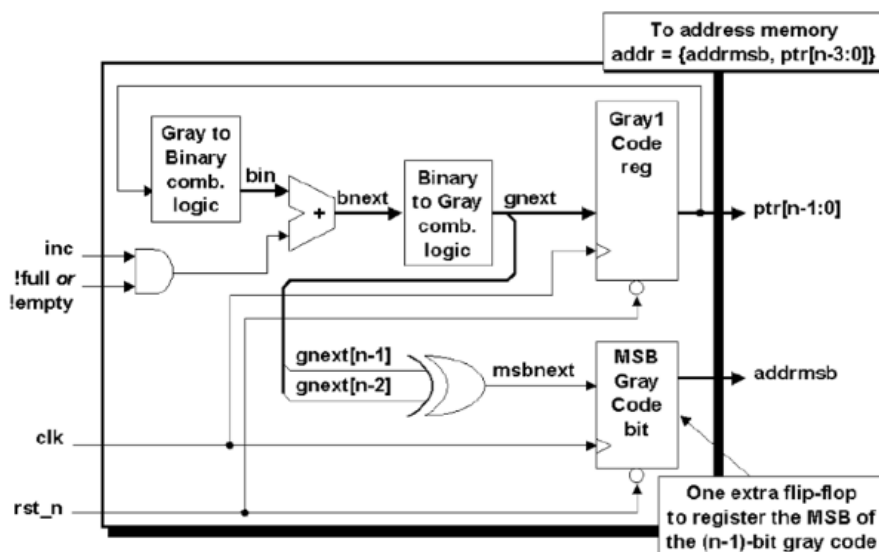 To address memory
addr = {addrmsb, ptr[n-3:0]}
Gray to
Binary
comb.
logic
bin
+
bnext
Binary
to Gray
comb.
logic
gnext
Gray1
Code
reg
ptr[n-1:0]
inc
!full or
!empty
gnext[n-1]
gnext[n-2]
msbnext
MSB
Gray
Code
bit
addrmsb
clk
rst_n
One extra flip-flop
to register the MSB of
the (n-1)-bit gray code